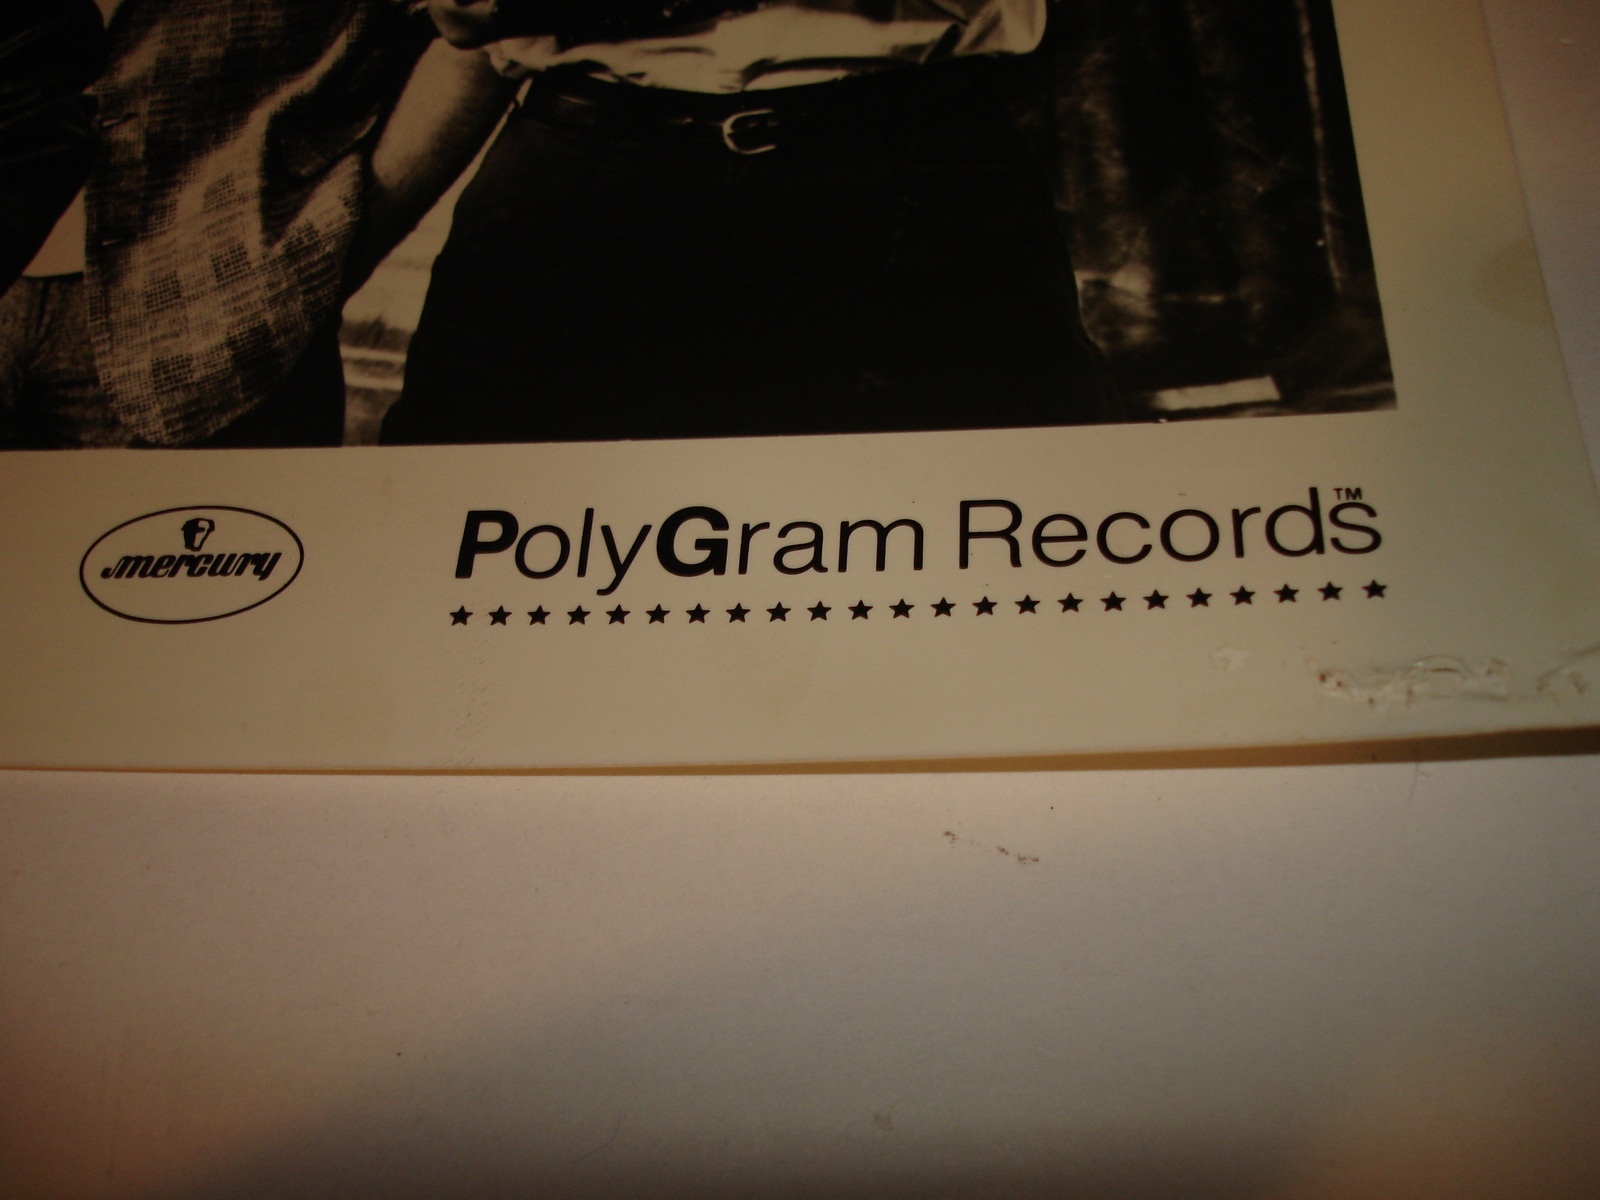 mercury
PolyGram Records™
★★★★★★★★★★★★★★★★★★★★★★★